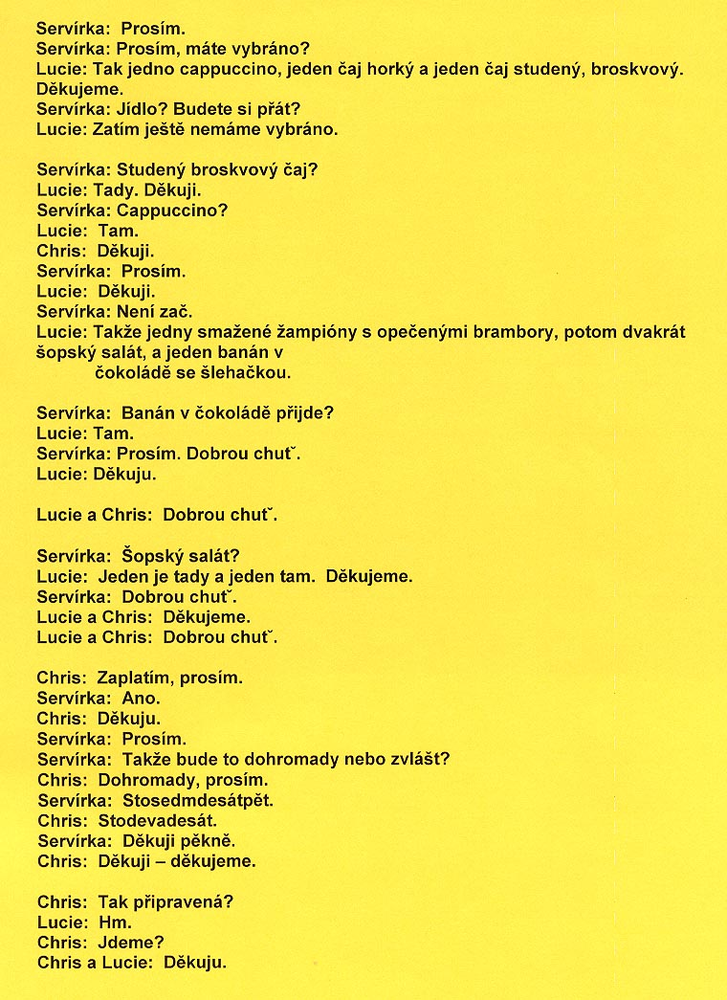 Servírka:  Prosím.
Servírka: Prosím, máte vybráno?
Lucie: Tak jedno cappuccino, jeden čaj horký a jeden čaj studený, broskvový.
Děkujeme.
Servírka: Jídlo? Budete si přát?
Lucie: Zatím ještě nemáme vybráno.

Servírka: Studený broskvový čaj?
Lucie: Tady. Děkuji.
Servírka: Cappuccino?
Lucie:  Tam.
Chris:  Děkuji.
Servírka:  Prosím.
Lucie:  Děkuji.
Servírka: Není zač.
Lucie: Takže jedny smažené žampióny s opečenými brambory, potom dvakrát
šopský salát, a jeden banán v
čokoládě se šlehačkou.

Servírka:  Banán v čokoládě přijde?
Lucie: Tam.
Servírka: Prosím. Dobrou chutˇ.
Lucie: Děkuju.

Lucie a Chris:  Dobrou chutˇ.

Servírka:  Šopský salát?
Lucie:  Jeden je tady a jeden tam.  Děkujeme.
Servírka:  Dobrou chutˇ.
Lucie a Chris:  Děkujeme.
Lucie a Chris:  Dobrou chutˇ.

Chris:  Zaplatím, prosím.
Servírka:  Ano.
Chris:  Děkuju.
Servírka:  Prosím.
Servírka:  Takže bude to dohromady nebo zvlášt?
Chris:  Dohromady, prosím.
Servírka:  Stosedmdesátpět.
Chris:  Stodevadesát.
Servírka:  Děkuji pěkně.
Chris:  Děkuji – děkujeme.

Chris:  Tak připravená?
Lucie:  Hm.
Chris:  Jdeme?
Chris a Lucie:  Děkuju.